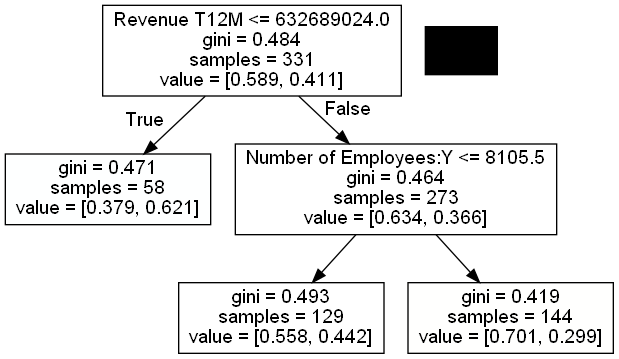 Revenue T12M <= 632689024.0
gini = 0.484
samples = 331
value = [0.589, 0.411]
True
False
gini = 0.471
samples = 58
value = [0.379, 0.621]
Number of Employees:Y <= 8105.5
gini = 0.464
samples = 273
value = [0.634, 0.366]
gini = 0.493
samples = 129
value = [0.558, 0.442]
gini = 0.419
samples = 144
value = [0.701, 0.299]